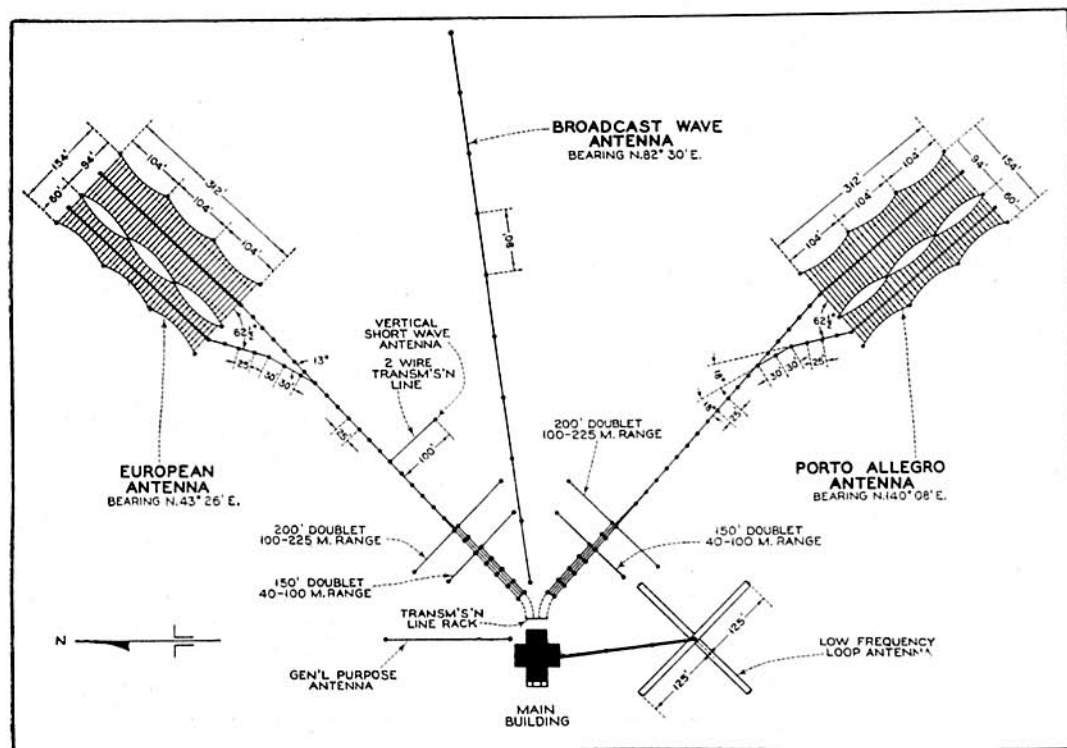 BROADCAST WAVE
ANTENNA
BEARING N.82° 30' E.
154'
94'
60'
104'
312'
104'
104'
104'
312'
104'
104'
94'
154'
60'
80'
62½°
13°
25'
30'
30'
25'
VERTICAL
SHORT WAVE
ANTENNA
2 WIRE
TRANSM'S'N
LINE
100'
62½°
18°
18°
30'
30'
25'
25'
EUROPEAN
ANTENNA
BEARING N.43° 26' E.
200' DOUBLET
100-225 M. RANGE
PORTO ALLEGRO
ANTENNA
BEARING N.140° 08' E.
200' DOUBLET
100-225 M. RANGE
150' DOUBLET
40-100 M. RANGE
150' DOUBLET
40-100 M. RANGE
TRANSM'S'N
LINE RACK
N
GEN'L PURPOSE
ANTENNA
125'
125'
LOW FREQUENCY
LOOP ANTENNA
MAIN
BUILDING